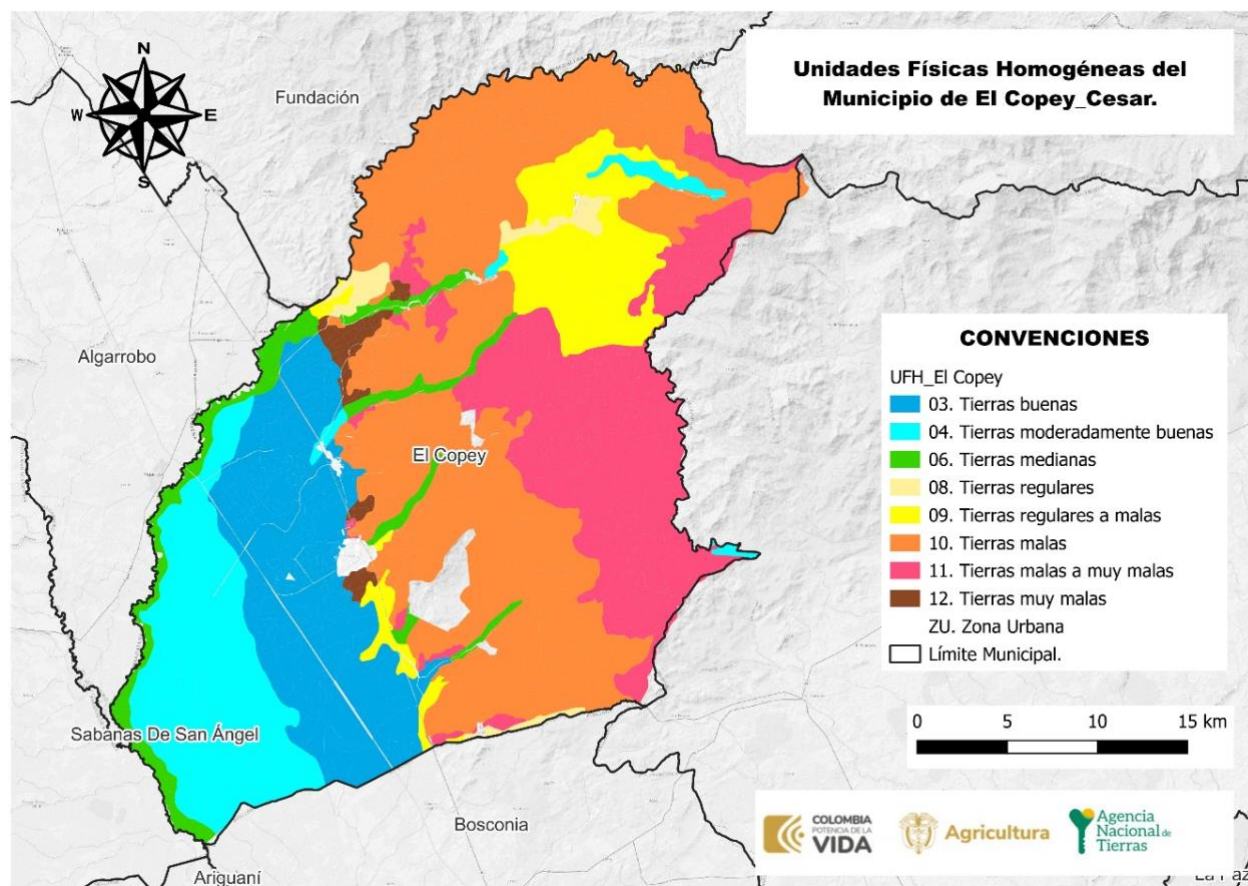 Unidades Físicas Homogéneas del
Municipio de El Copey_Cesar.
N
W
E
S
Fundación
Algarrobo
El Copey
Sabanas De San Ángel
Bosconia
Ariguaní
La Paz
CONVENCIONES
UFH_El Copey
03. Tierras buenas
04. Tierras moderadamente buenas
06. Tierras medianas
08. Tierras regulares
09. Tierras regulares a malas
10. Tierras malas
11. Tierras malas a muy malas
12. Tierras muy malas
ZU. Zona Urbana
Límite Municipal.
0 5 10 15 km
COLOMBIA
POTENCIA DE LA
VIDA
Agricultura
Agencia
Nacional de
Tierras